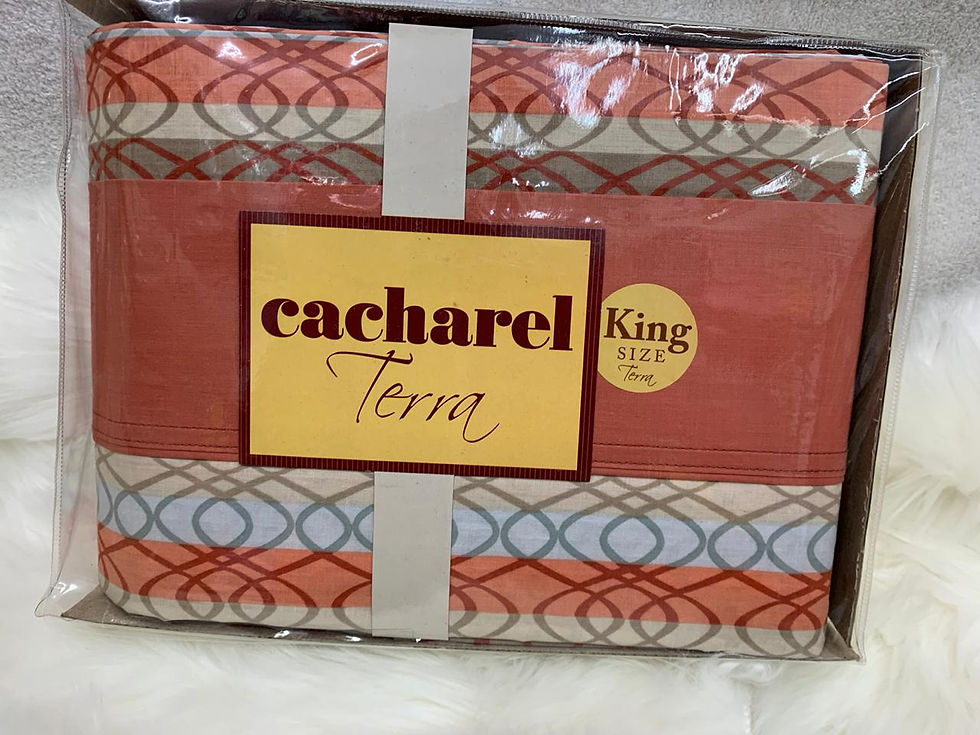 cacharel
Terra
King
SIZE
Terra